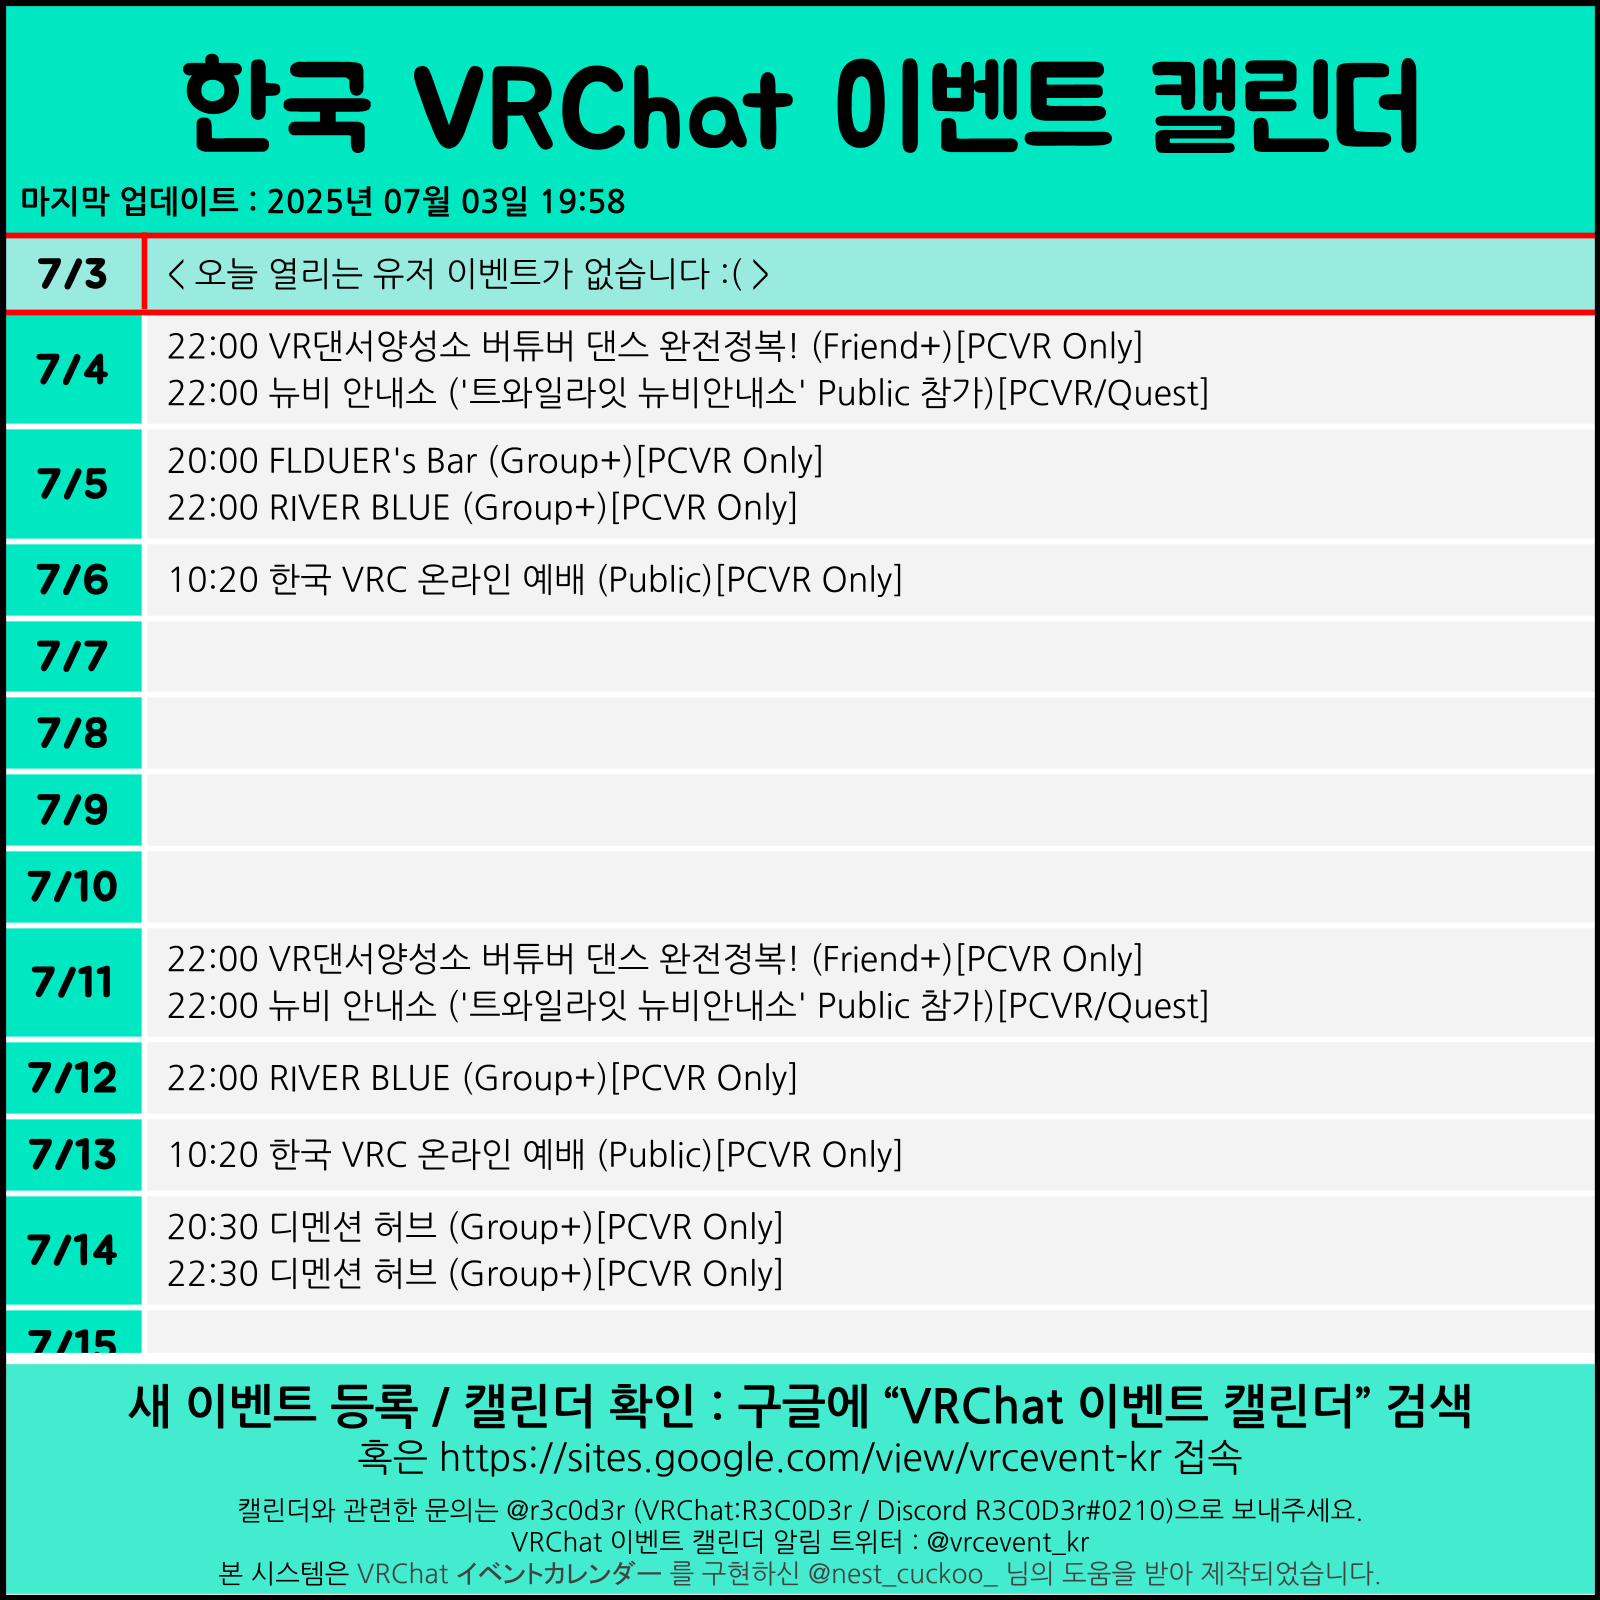 한국 VRChat 이벤트 캘린더
마지막 업데이트 : 2025년 07월 03일 19:58
7/3
< 오늘 열리는 유저 이벤트가 없습니다 :( >
7/4
22:00 VR댄서양성소 버튜버 댄스 완전정복! (Friend+)[PCVR Only]
22:00 뉴비 안내소 ('트와일라잇 뉴비안내소' Public 참가)[PCVR/Quest]
7/5
20:00 FLDUER's Bar (Group+)[PCVR Only]
22:00 RIVER BLUE (Group+)[PCVR Only]
7/6
10:20 한국 VRC 온라인 예배 (Public)[PCVR Only]
7/7
7/8
7/9
7/10
7/11
22:00 VR댄서양성소 버튜버 댄스 완전정복! (Friend+)[PCVR Only]
22:00 뉴비 안내소 ('트와일라잇 뉴비안내소' Public 참가)[PCVR/Quest]
7/12
22:00 RIVER BLUE (Group+)[PCVR Only]
7/13
10:20 한국 VRC 온라인 예배 (Public)[PCVR Only]
7/14
20:30 디멘션 허브 (Group+)[PCVR Only]
22:30 디멘션 허브 (Group+)[PCVR Only]
7/15
새 이벤트 등록 / 캘린더 확인 : 구글에 “VRChat 이벤트 캘린더” 검색
혹은 https://sites.google.com/view/vrcevent-kr 접속
캘린더와 관련한 문의는 @r3c0d3r (VRChat:R3C0D3r / Discord R3C0D3r#0210)으로 보내주세요.
VRChat 이벤트 캘린더 알림 트위터 : @vrcevent_kr
본 시스템은 VRChat イベントカレンダー 를 구현하신 @nest_cuckoo_ 님의 도움을 받아 제작되었습니다.